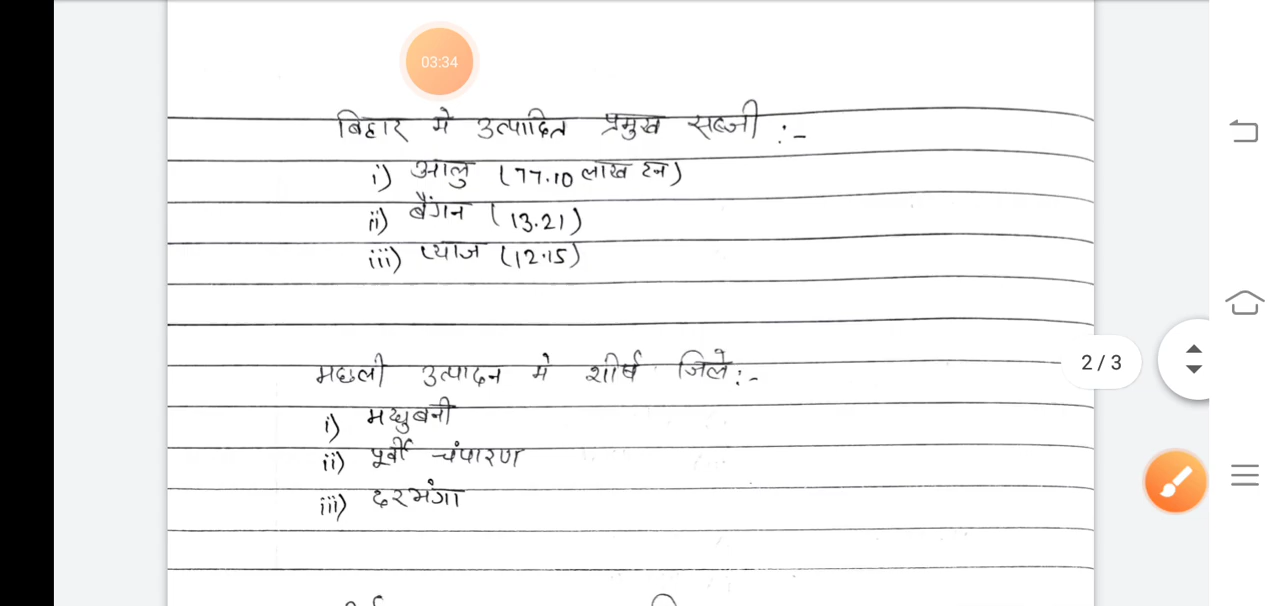 03:34
बिहार मे उत्पादित प्रमुख सब्जी :-
i) आलु (77.10 लाख टन)
ii) बैंगन (13.21)
iii) प्याज (12.15)
मछली उत्पादन मे शीर्ष जिले:-
2 / 3
i) मधुबनी
ii) पूर्वी चंपारण
iii) दरभंगा